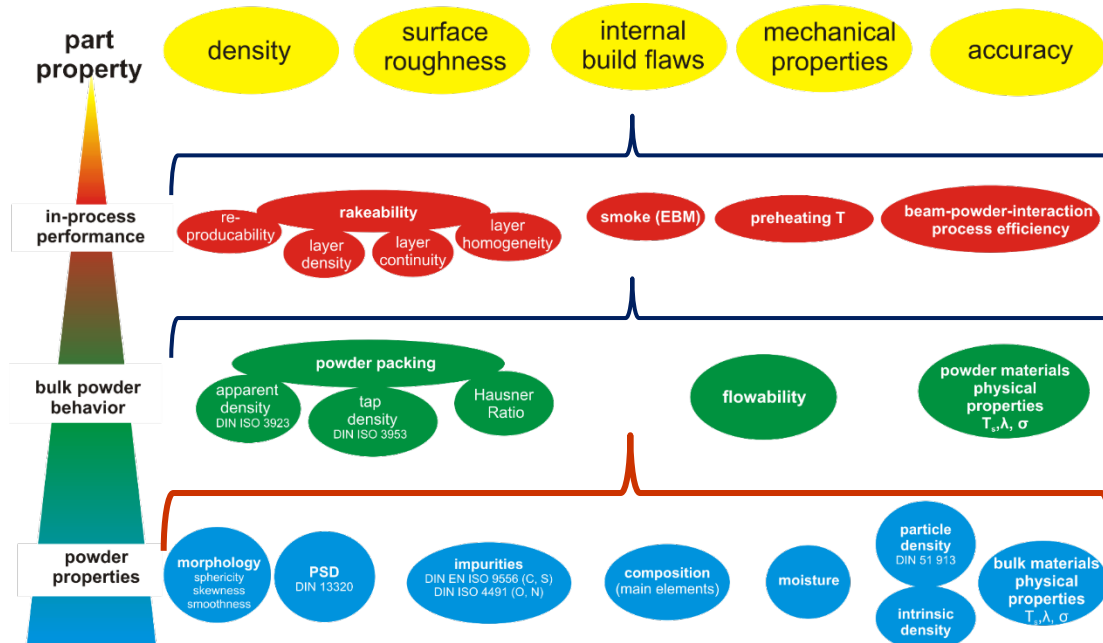 part
property
density
surface
roughness
internal
build flaws
mechanical
properties
accuracy
in-process
performance
re-
producability
rakeability
layer
density
layer
continuity
layer
homogeneity
smoke (EBM)
preheating T
beam-powder-interaction
process efficiency
bulk powder
behavior
powder packing
apparent
density
DIN ISO 3923
tap
density
DIN ISO 3953
Hausner
Ratio
flowability
powder materials
physical
properties
Tₛ,λ, σ
powder
properties
morphology
sphericity
skewness
smoothness
PSD
DIN 13320
impurities
DIN EN ISO 9556 (C, S)
DIN ISO 4491 (O, N)
composition
(main elements)
moisture
particle
density
DIN 51 913
intrinsic
density
bulk materials
physical
properties
Tₛ,λ, σ